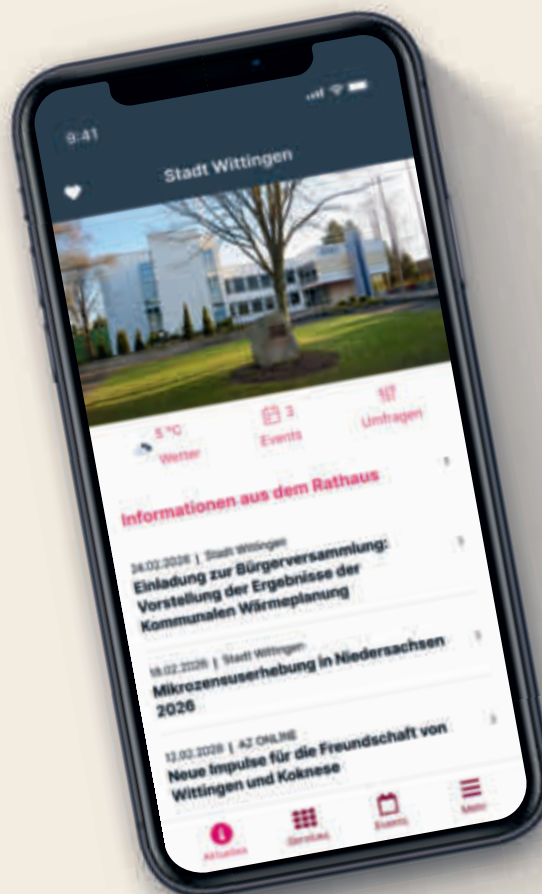 9:41
Stadt Wittingen
5 °C
Wetter
3
Events
Umfragen
Informationen aus dem Rathaus
24.02.2026 | Stadt Wittingen
Einladung zur Bürgerversammlung:
Vorstellung der Ergebnisse der
Kommunalen Wärmeplanung
18.02.2026 | Stadt Wittingen
Mikrozensuserhebung in Niedersachsen
2026
12.02.2026 | AZ ONLINE
Neue Impulse für die Freundschaft von
Wittingen und Koknese
Aktuelles
Services
Events